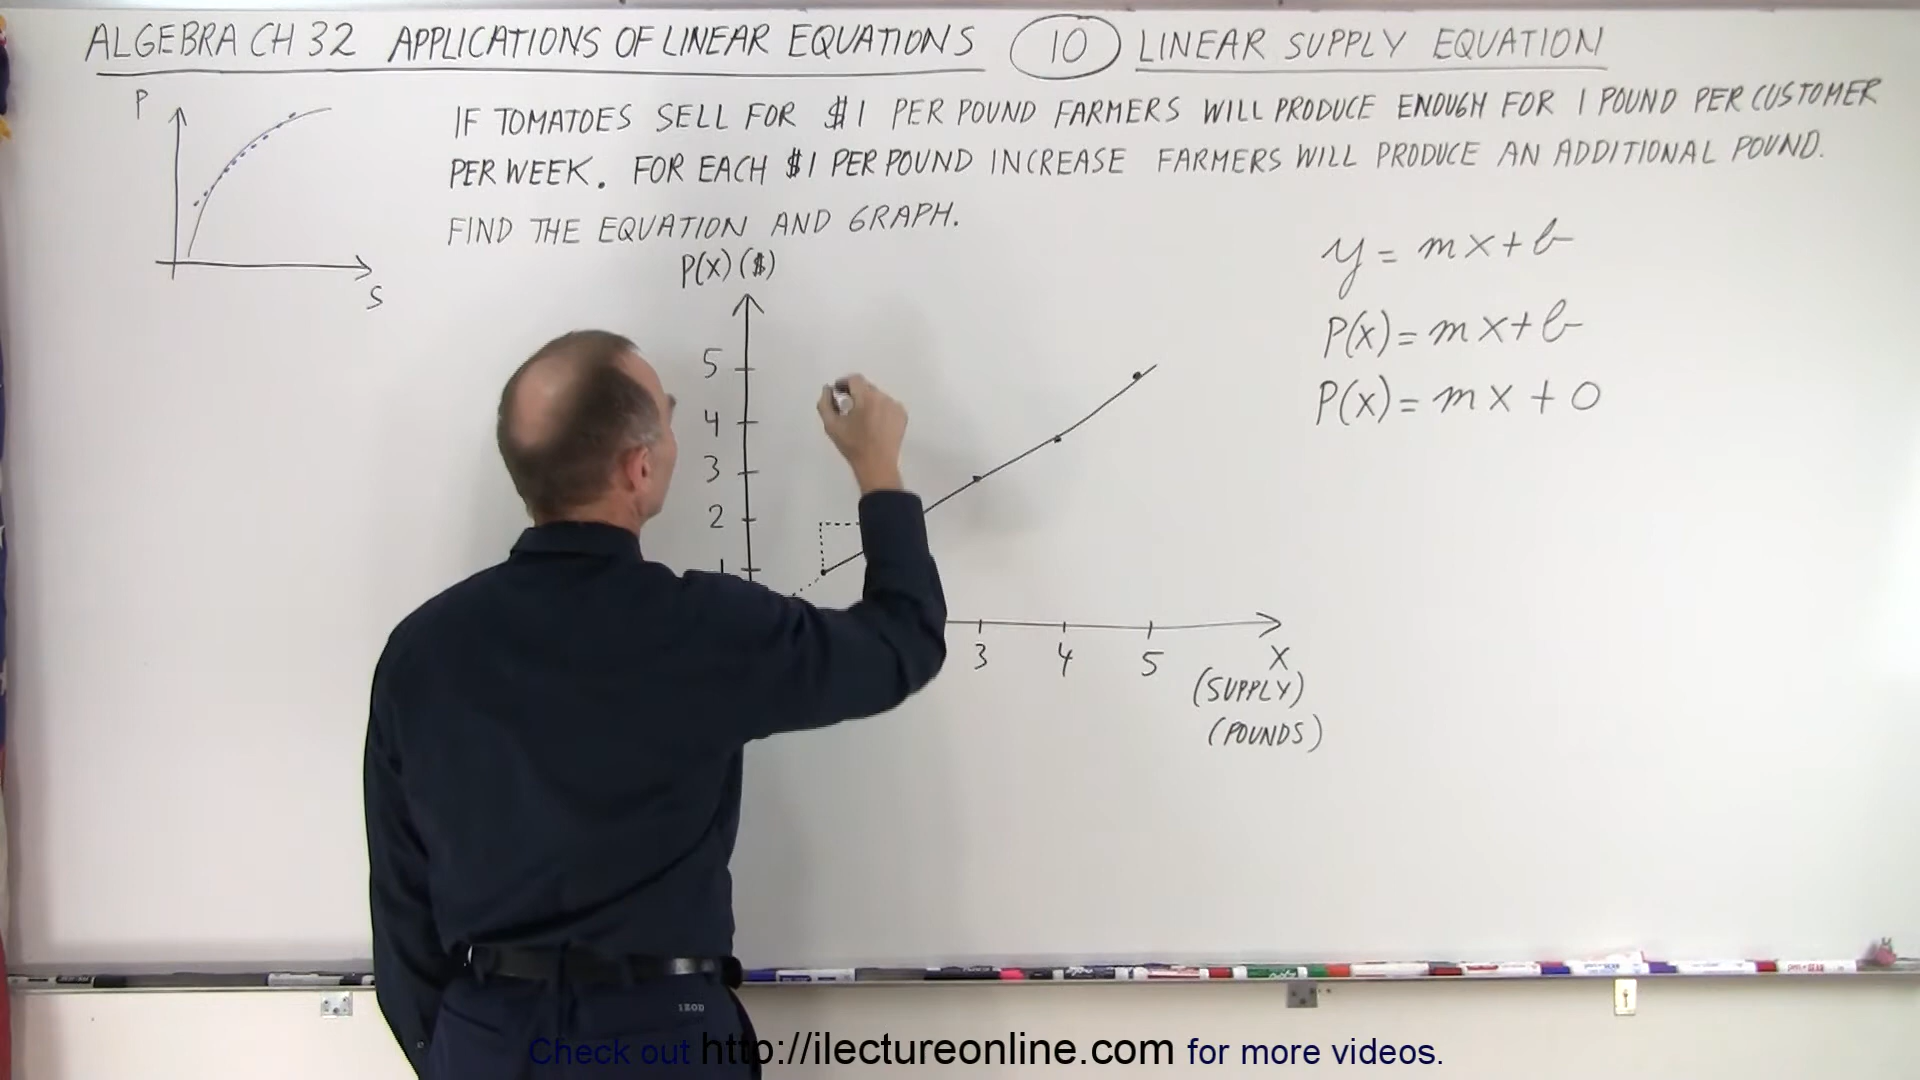 ALGEBRA CH 32 APPLICATIONS OF LINEAR EQUATIONS 10 LINEAR SUPPLY EQUATION
P
S
IF TOMATOES SELL FOR $1 PER POUND FARMERS WILL PRODUCE ENOUGH FOR 1 POUND PER CUSTOMER
PER WEEK. FOR EACH $1 PER POUND INCREASE FARMERS WILL PRODUCE AN ADDITIONAL POUND.
FIND THE EQUATION AND GRAPH.
P(X) ($)
5
4
3
2
1
3 4 5 X
(SUPPLY)
(POUNDS)
y = mx + b
P(x) = mx + b
P(x) = mx + 0
IZOD
Check out http://ilectureonline.com for more videos.